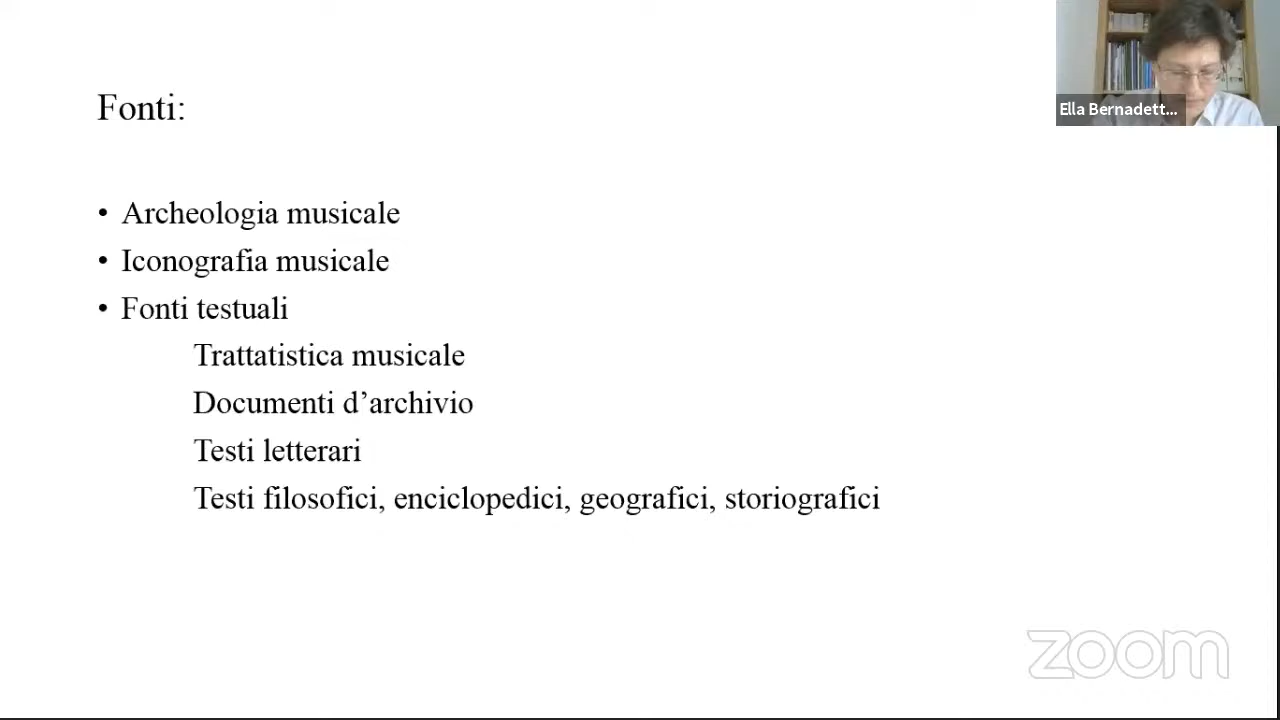 Fonti:
Ella Bernadett...
• Archeologia musicale
• Iconografia musicale
• Fonti testuali
Trattatistica musicale
Documenti d’archivio
Testi letterari
Testi filosofici, enciclopedici, geografici, storiografici
zoom